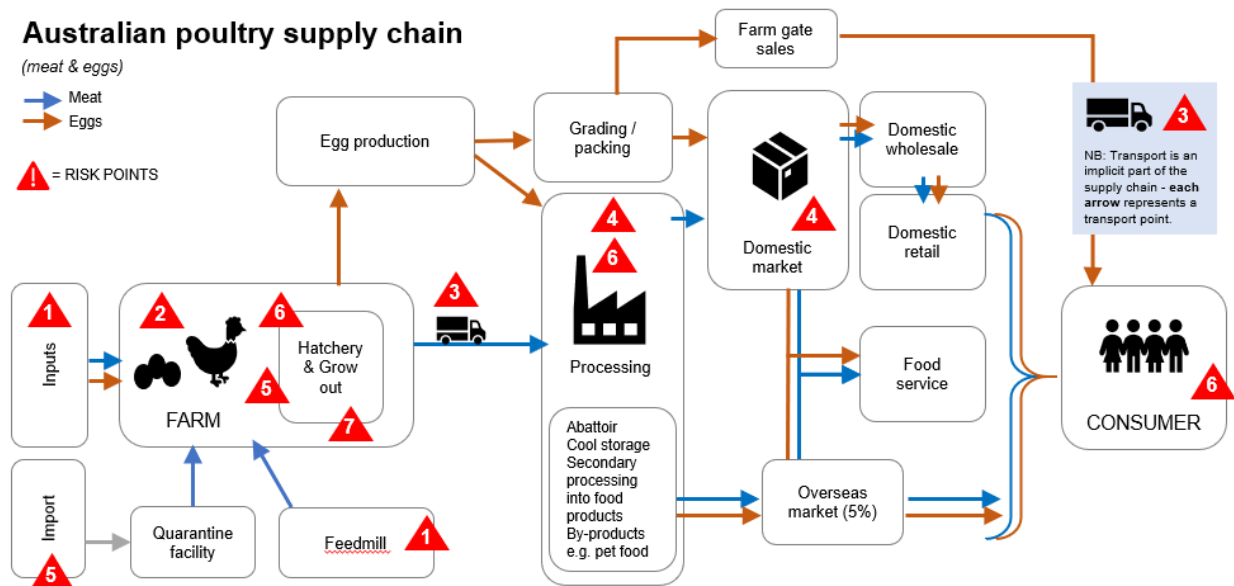 Australian poultry supply chain
(meat & eggs)
Meat
Eggs
! = RISK POINTS
Farm gate
sales
Egg production
Grading /
packing
Domestic
wholesale
3
NB: Transport is an
implicit part of the
supply chain - each
arrow represents a
transport point.
4
6
Processing
4
Domestic
market
Domestic
retail
1
Inputs
2
FARM
6
Hatchery
& Grow
out
5
7
3
Food
service
CONSUMER
6
Abattoir
Cool storage
Secondary
processing
into food
products
By-products
e.g. pet food
Overseas
market (5%)
Import
5
Quarantine
facility
Feedmill
1